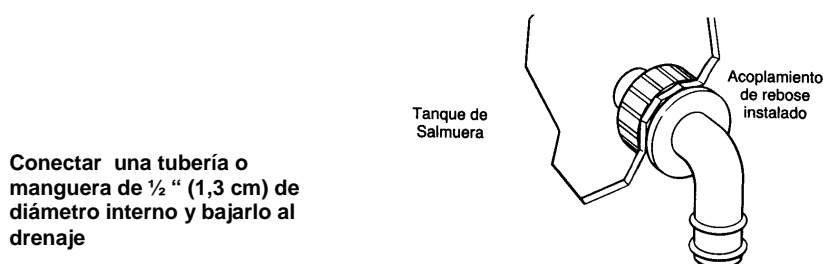 Acoplamiento
de rebose
instalado
Tanque de
Salmuera
Conectar una tubería o
manguera de ½ “ (1,3 cm) de
diámetro interno y bajarlo al
drenaje